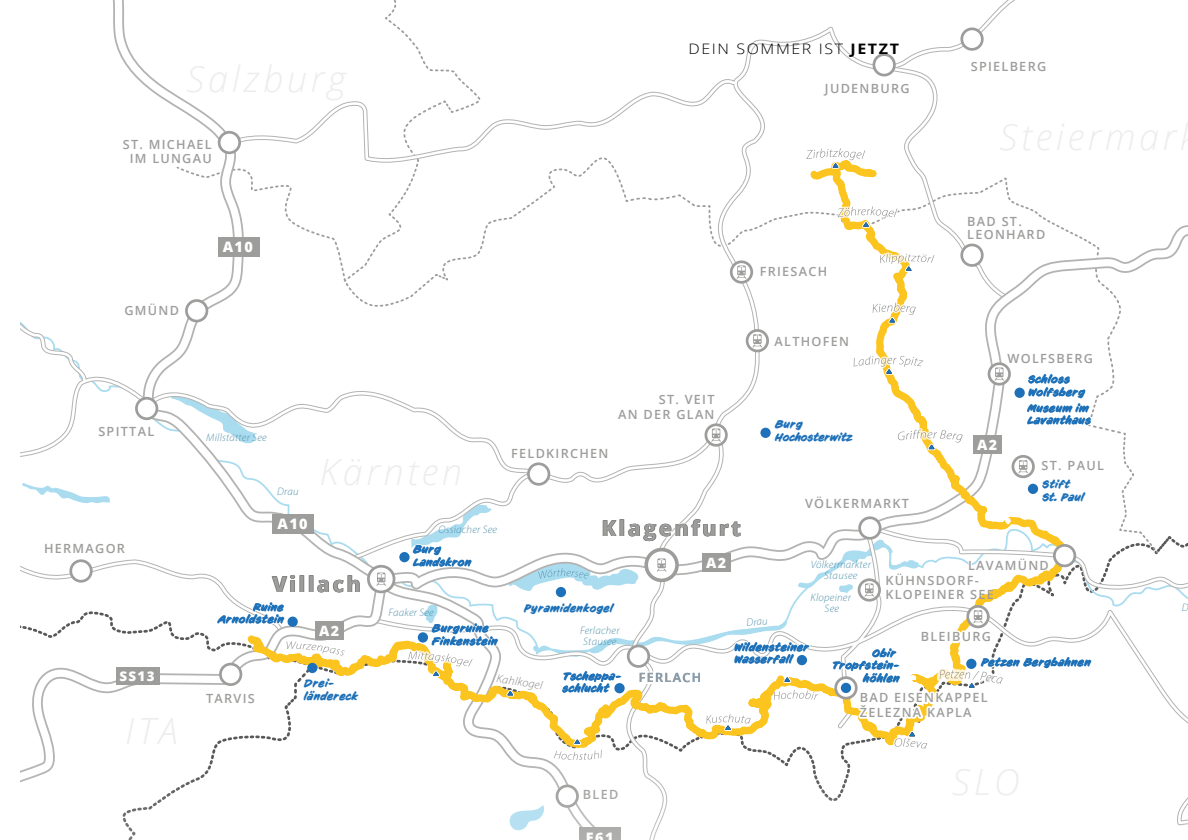 DEIN SOMMER IST JETZT
SPIELBERG
JUDENBURG
Salzburg
Steiermark
ST. MICHAEL
IM LUNGAU
Zirbitzkogel
Zöhrerkogel
BAD ST.
LEONHARD
A10
Klippitztörl
FRIESACH
GMÜND
Kienberg
ALTHOFEN
WOLFSBERG
Ladinger Spitz
Schloss
Wolfsberg
Museum im
Lavanthaus
ST. VEIT
AN DER GLAN
SPITTAL
Millstätter See
Burg
Hochosterwitz
Griffner Berg
A2
FELDKIRCHEN
Kärnten
ST. PAUL
Stift
St. Paul
Drau
VÖLKERMARKT
A10
Ossiacher See
Klagenfurt
HERMAGOR
Burg
Landskron
A2
Völkermarkter
Stausee
LAVAMÜND
Villach
Wörthersee
KÜHNSDORF-
KLOPEINER SEE
Klopeiner
See
Ruine
Arnoldstein
Faaker See
Pyramidenkogel
Drau
A2
Burgruine
Finkenstein
Ferlacher
Stausee
BLEIBURG
Wurzenpass
Mittagskogel
Wildensteiner
Wasserfall
Obir
Tropfstein-
höhlen
Petzen Bergbahnen
SS13
Petzen / Peca
TARVIS
Drei-
ländereck
Kahlkogel
Tscheppa-
schlucht
FERLACH
Hochobir
BAD EISENKAPPEL
ŽELEZNA KAPLA
Kuschuta
ITA
Hochstuhl
Olševa
SLO
BLED
E61